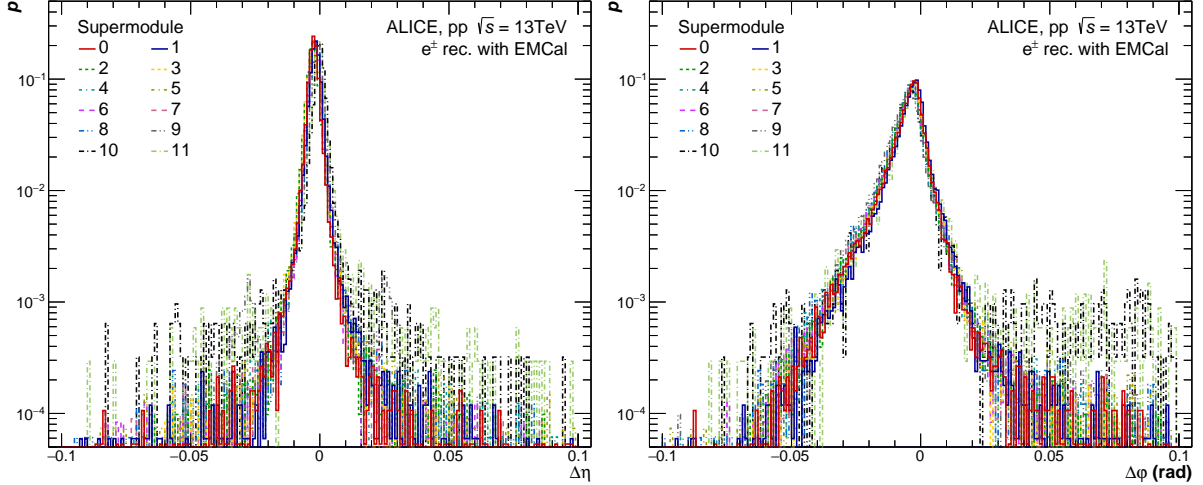 p
Supermodule
0 1
2 3
4 5
6 7
8 9
10 11
ALICE, pp √s = 13TeV
e± rec. with EMCal
10⁻¹
10⁻²
10⁻³
10⁻⁴
−0.1 −0.05 0 0.05 0.1
Δη
p
Supermodule
0 1
2 3
4 5
6 7
8 9
10 11
ALICE, pp √s = 13TeV
e± rec. with EMCal
10⁻¹
10⁻²
10⁻³
10⁻⁴
−0.1 −0.05 0 0.05 0.1
Δφ (rad)